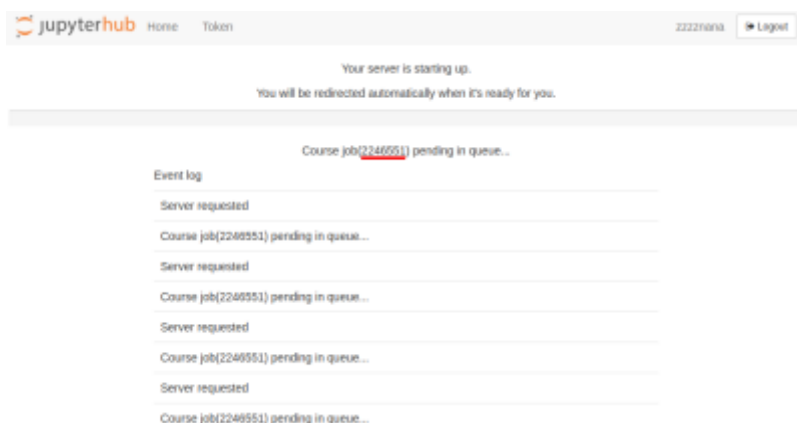 jupyterhub Home Token zzzznana Logout
Your server is starting up.
You will be redirected automatically when it's ready for you.
Course job(2246551) pending in queue...
Event log
Server requested
Course job(2246551) pending in queue...
Server requested
Course job(2246551) pending in queue...
Server requested
Course job(2246551) pending in queue...
Server requested
Course job(2246551) pending in queue...